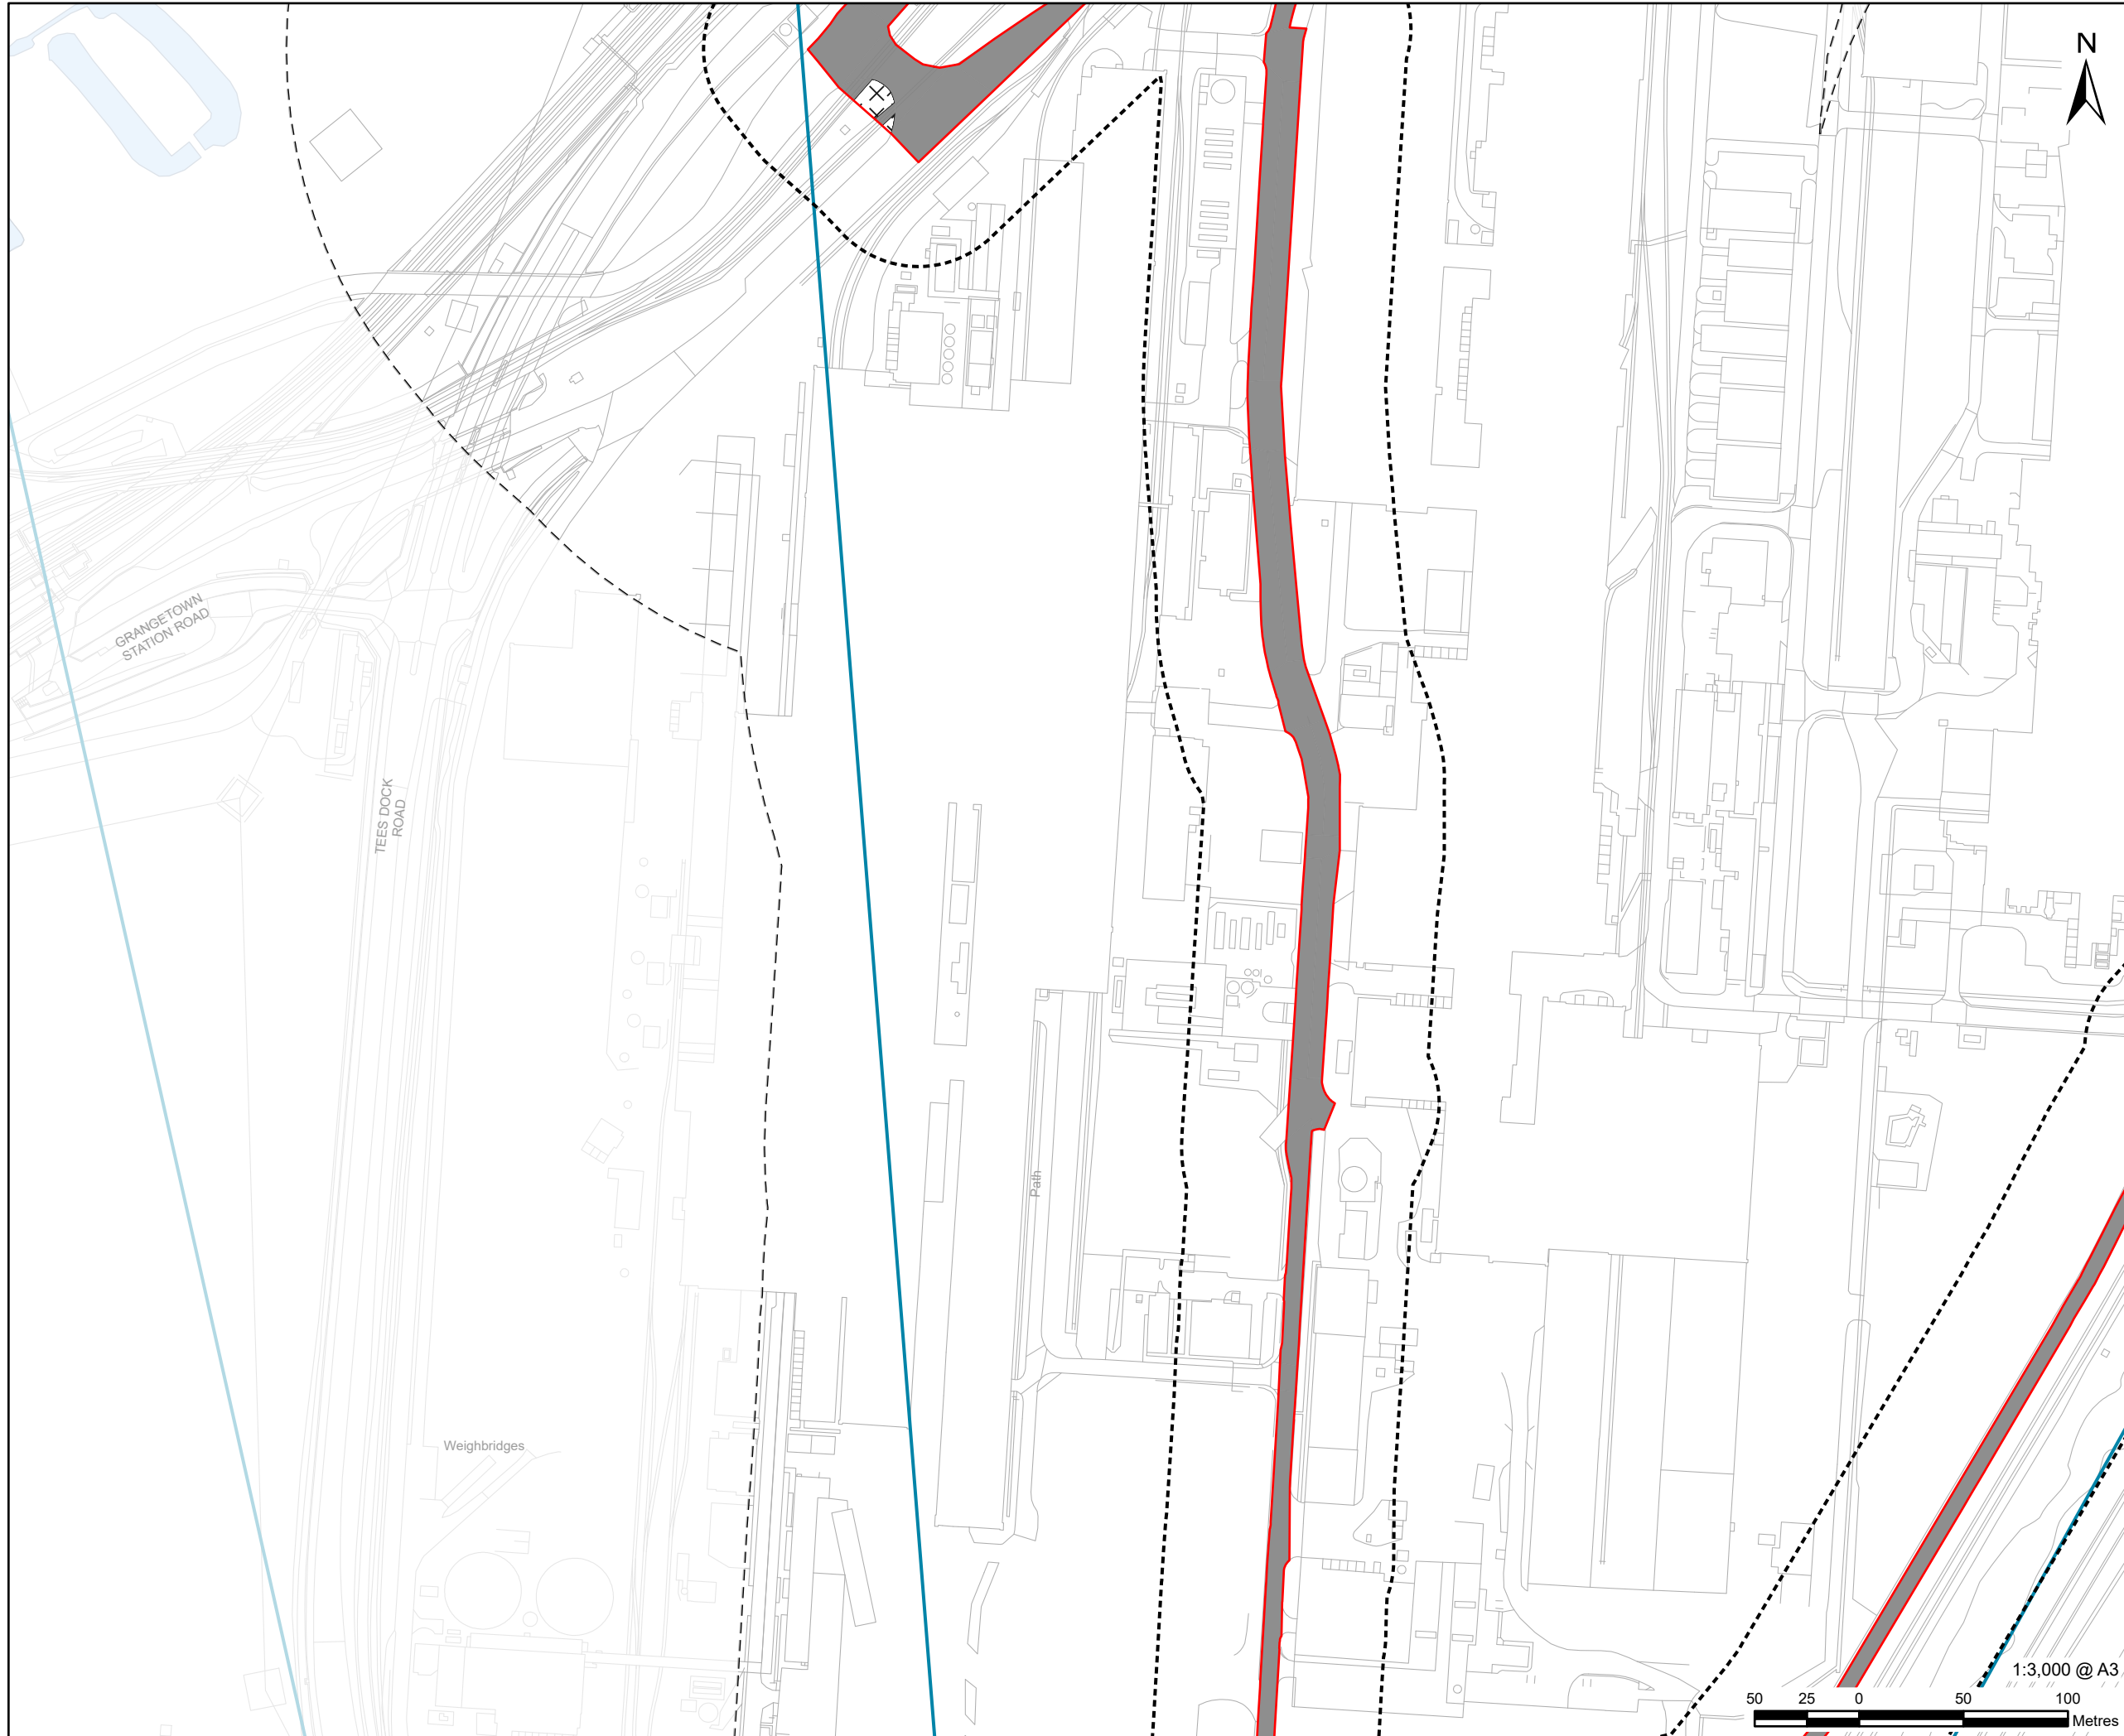 N
GRANGETOWN
STATION ROAD
TEES DOCK
ROAD
Path
Weighbridges
1:3,000 @ A3
50 25 0 50 100
Metres